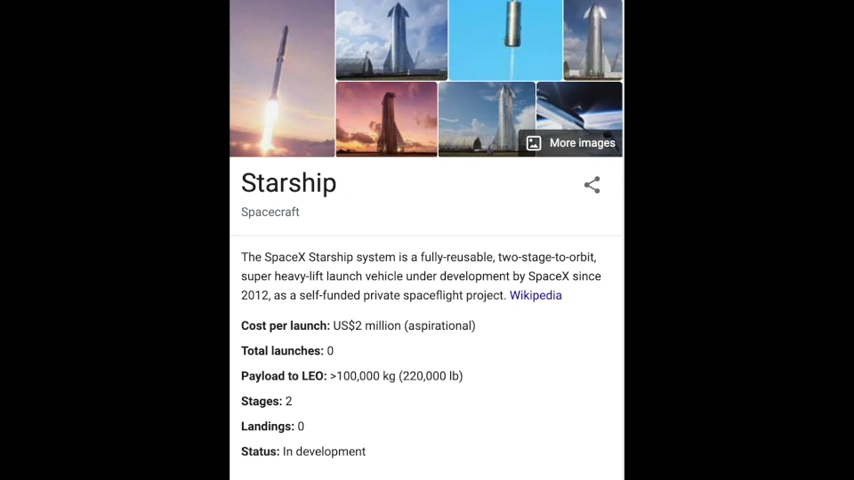 More images
Starship
Spacecraft
The SpaceX Starship system is a fully-reusable, two-stage-to-orbit,
super heavy-lift launch vehicle under development by SpaceX since
2012, as a self-funded private spaceflight project. Wikipedia
Cost per launch: US$2 million (aspirational)
Total launches: 0
Payload to LEO: >100,000 kg (220,000 lb)
Stages: 2
Landings: 0
Status: In development